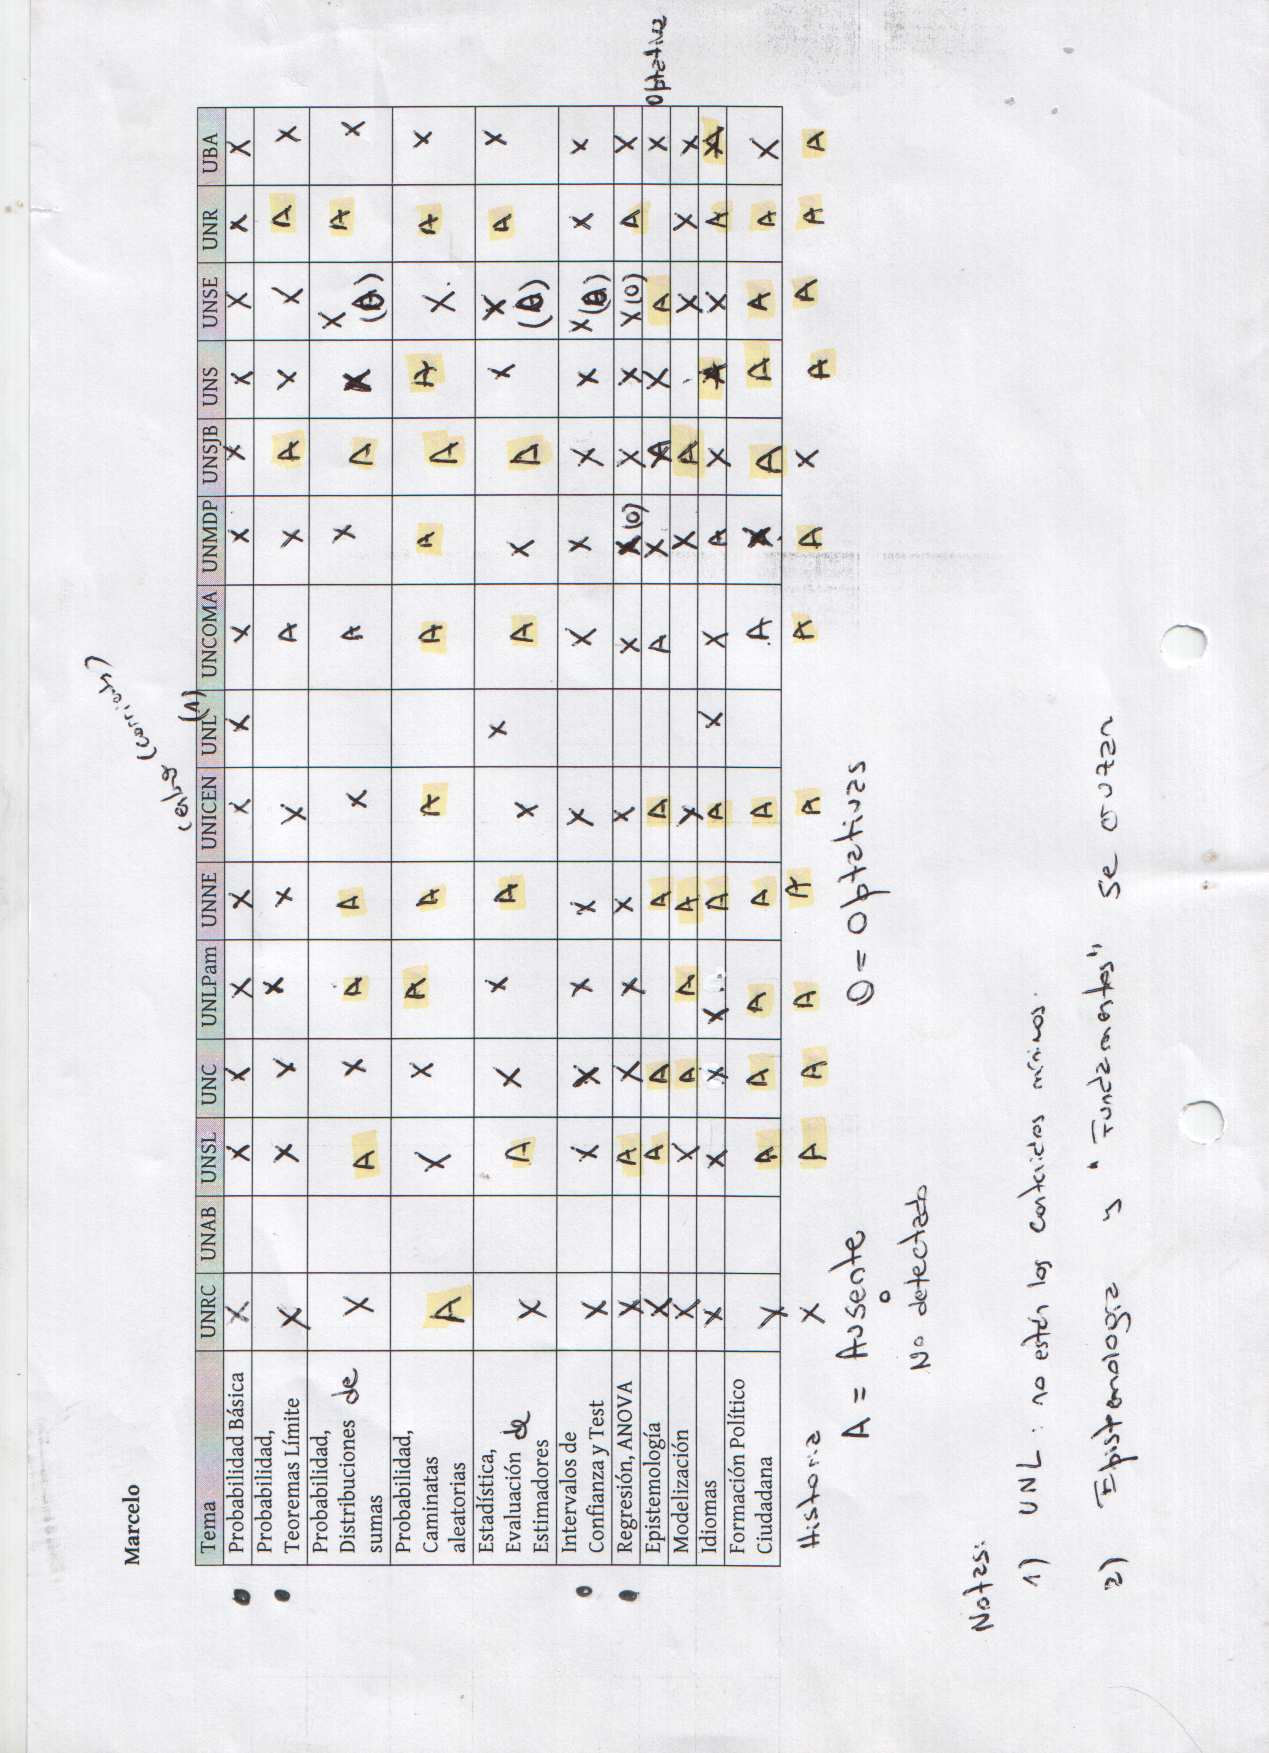 (corrientes)
Marcelo
Tema UNRC UNAB UNSL UNC UNLPam UNNE UNICEN UNL (1) UNCOMA UNMDP UNSJB UNS UNSE UNR UBA
Probabilidad Básica X X X X X X X X X X X X X X
Probabilidad,
Teoremas Límite X X X X X X A X A X X A X
Probabilidad,
Distribuciones de
sumas X A X A A X A X A X X A X
Probabilidad,
Caminatas
aleatorias A X X A A A A A A A X A X
Estadística,
Evaluación de
Estimadores X A X X A X X A X A X X A X
Intervalos de
Confianza y Test X X X X X X X X X X X X X
Regresión, ANOVA X A X X X X X X (O) X X X (O) A X
Epistemología X A A A A A X A X A X Optativa
Modelización X X A A A X X A X X X
Idiomas X X X X A A X X A X A X A A
Formación Político
Ciudadana X A A A A A A A A A A A X
Historia X A A A A A A A X A A A A
A = Ausente
o
No detectado
O = Optativas
Notas:
1) UNL: no están los contenidos mínimos.
2) Epistemología y "Fundamentos" se cruzan